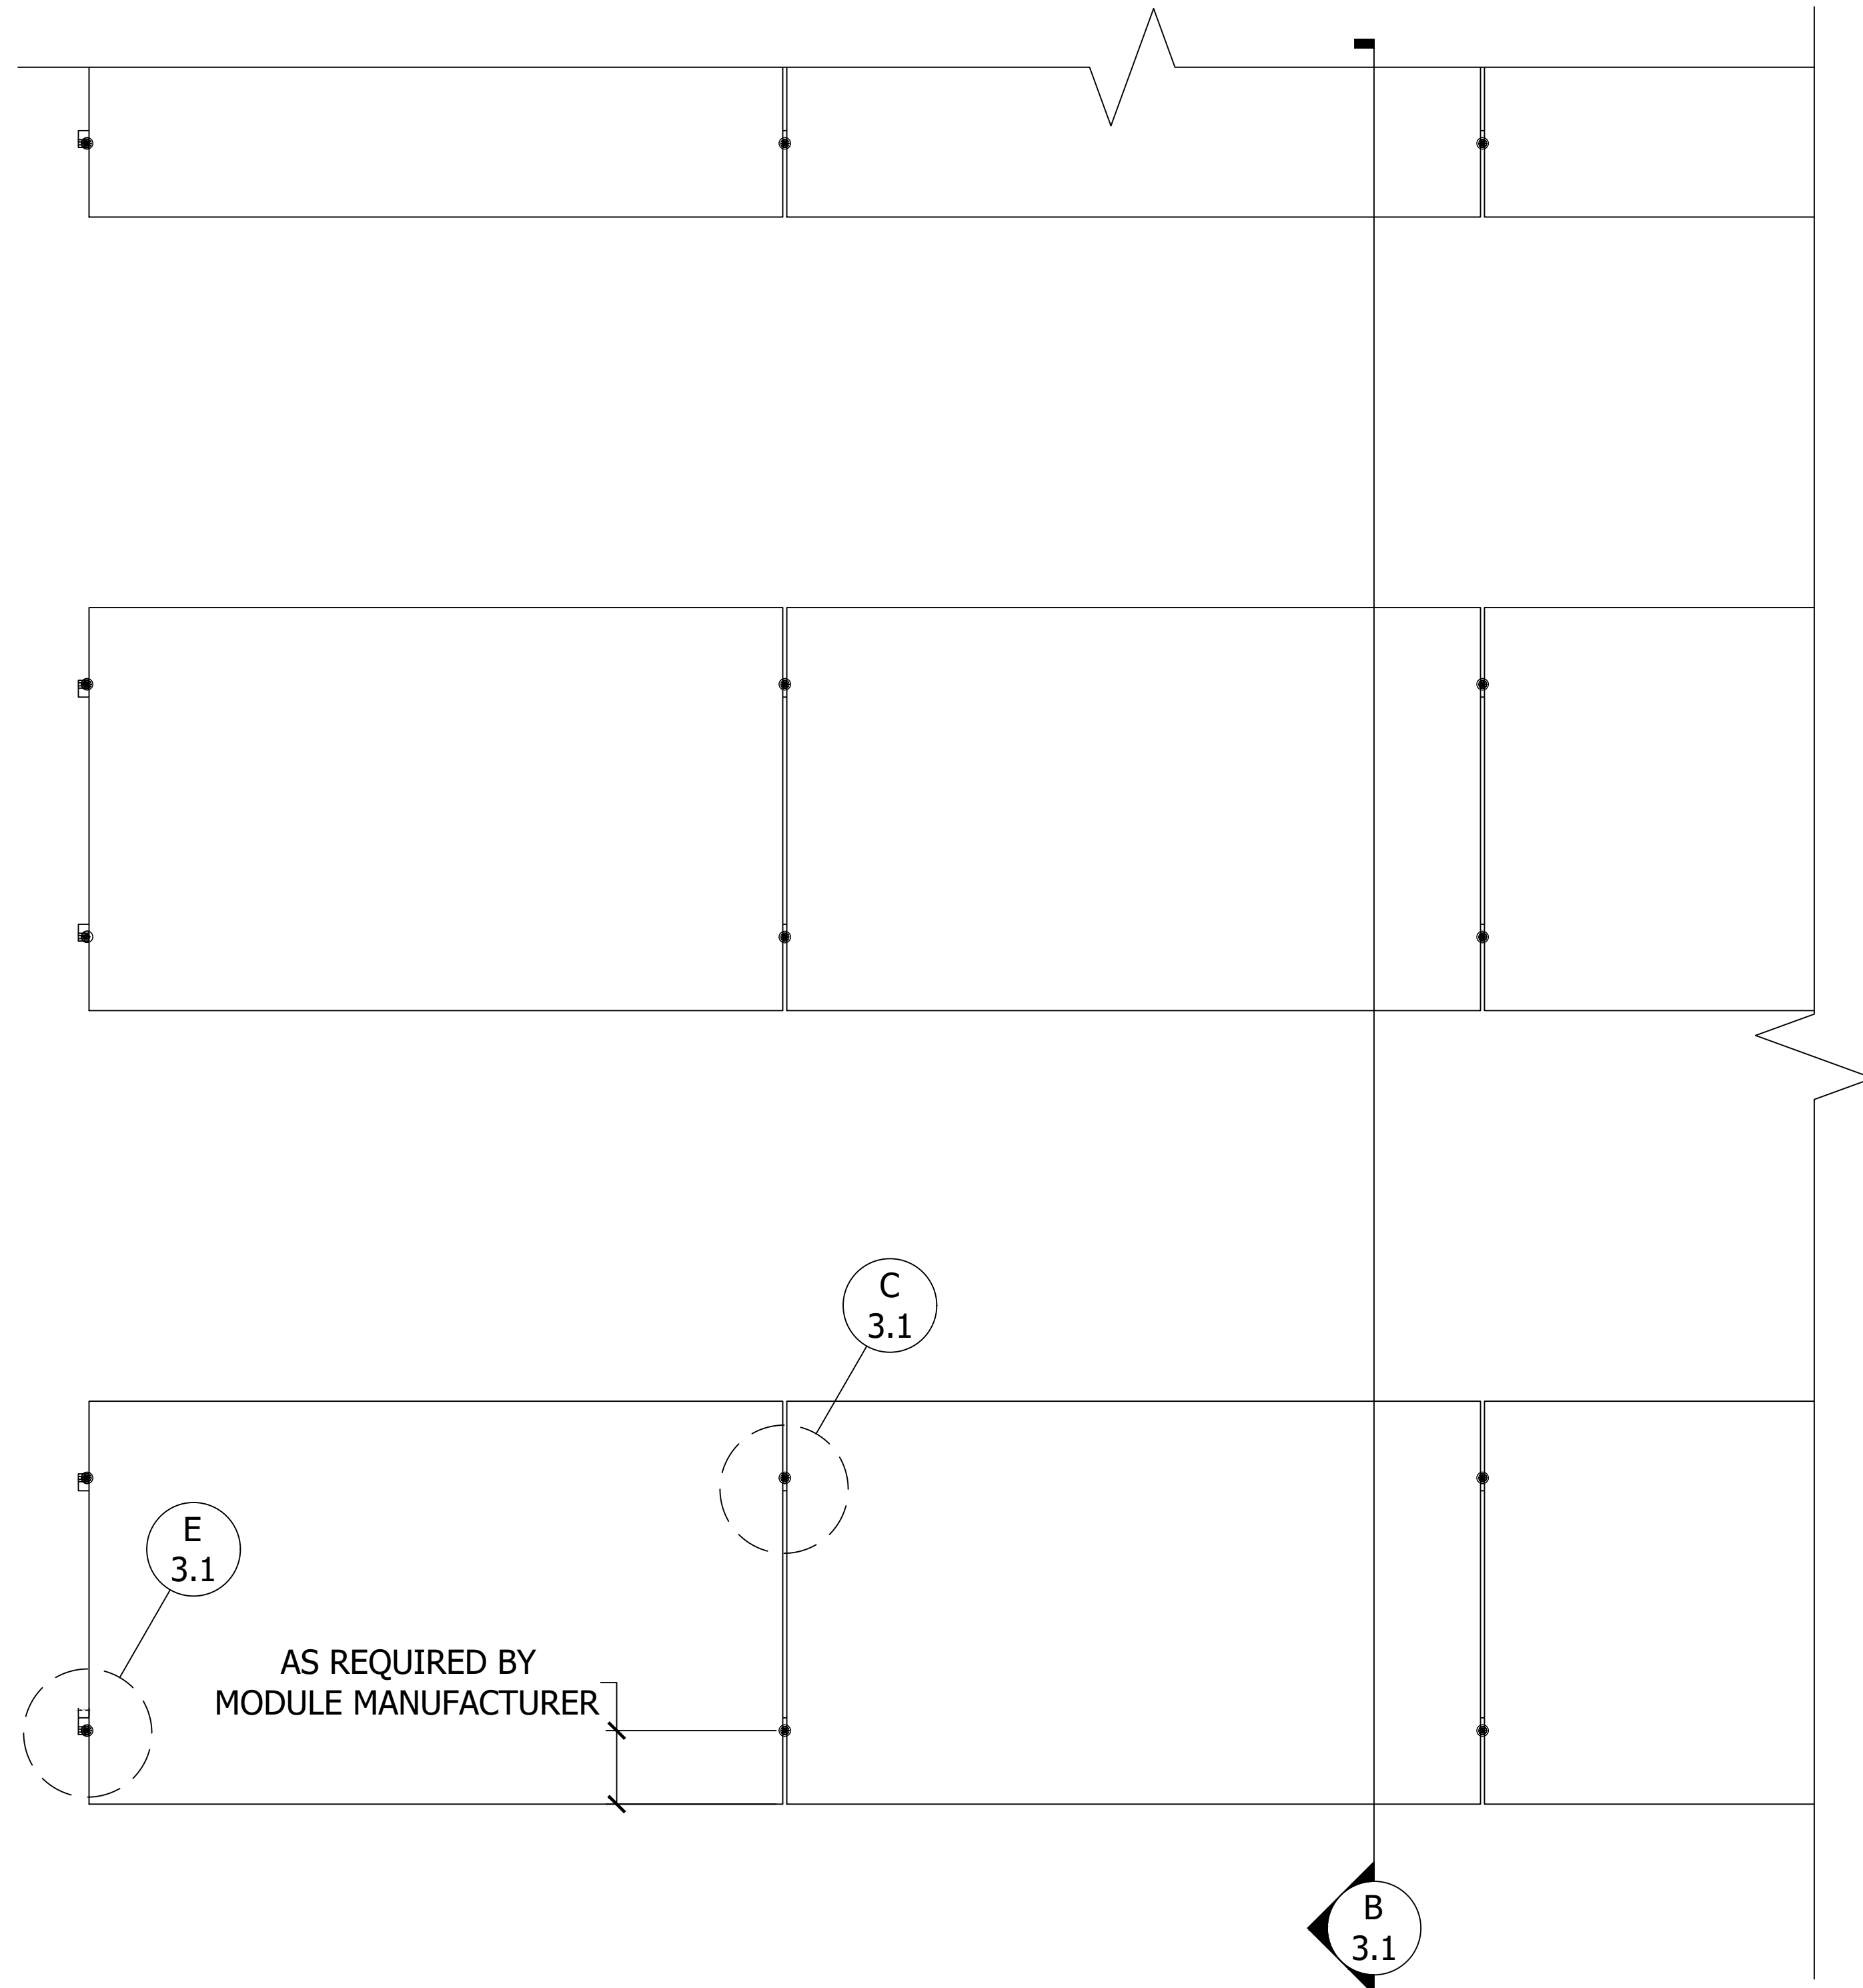 C
3.1
E
3.1
AS REQUIRED BY
MODULE MANUFACTURER
B
3.1